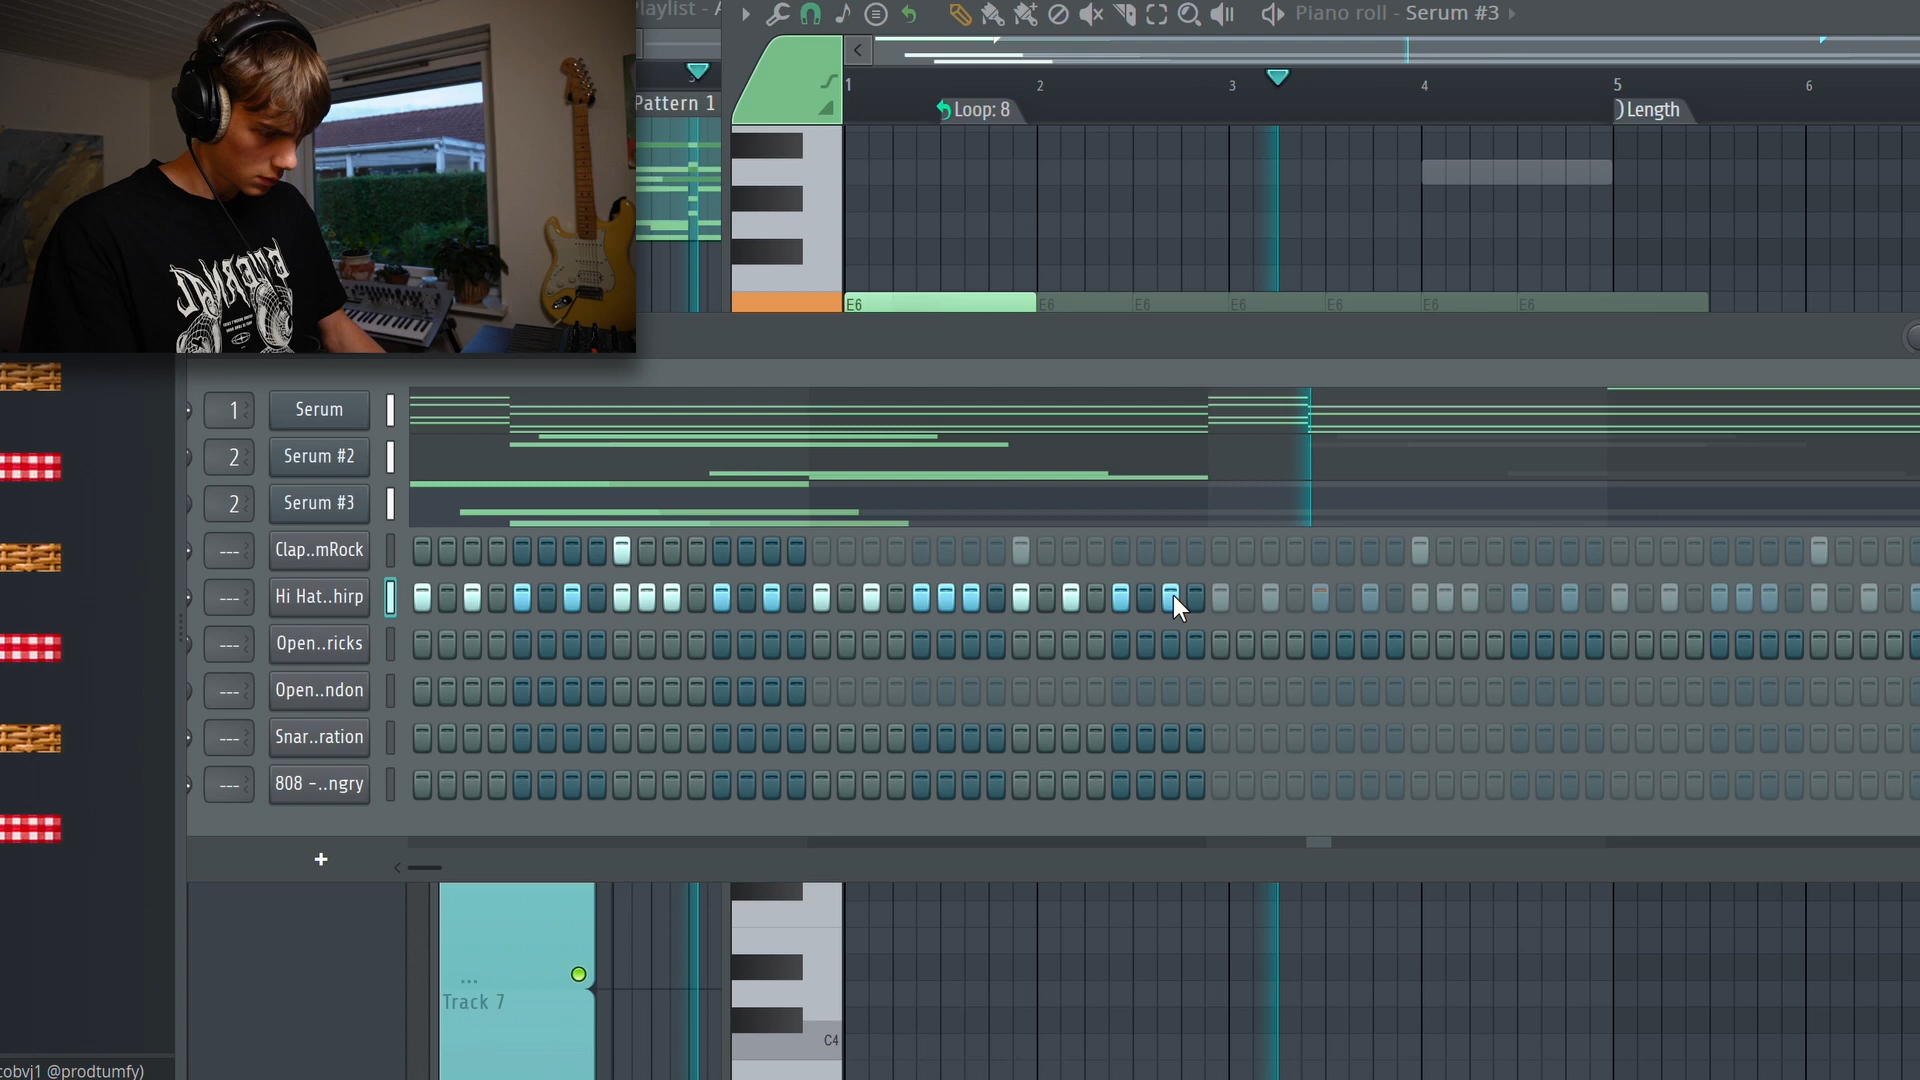 Playlist - A
Piano roll - Serum #3
1 2 3 4 5 6
Pattern 1
Loop: 8
Length
E6 E6 E6 E6 E6 E6 E6
1 Serum
2 Serum #2
2 Serum #3
--- Clap..mRock
--- Hi Hat..hirp
--- Open..ricks
--- Open..ndon
--- Snar..ration
--- 808 -..ngry
+
...
Track 7
C4
cobvj1 @prodtumfy)